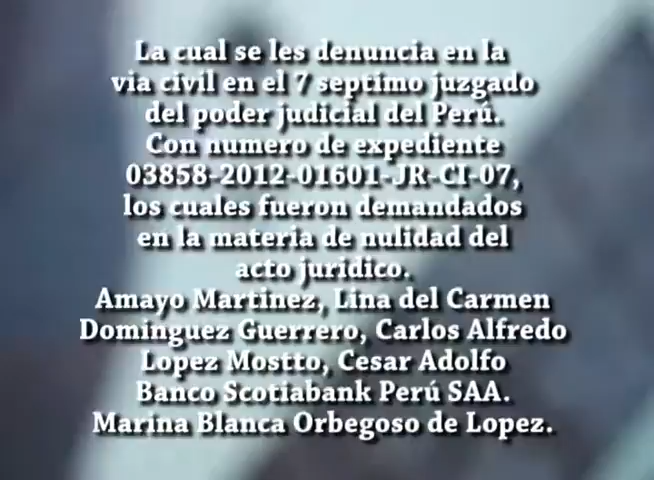 La cual se les denuncia en la
via civil en el 7 septimo juzgado
del poder judicial del Perú.
Con numero de expediente
03858-2012-01601-JR-CI-07,
los cuales fueron demandados
en la materia de nulidad del
acto juridico.
Amayo Martinez, Lina del Carmen
Dominguez Guerrero, Carlos Alfredo
Lopez Mostto, Cesar Adolfo
Banco Scotiabank Perú SAA.
Marina Blanca Orbegoso de Lopez.